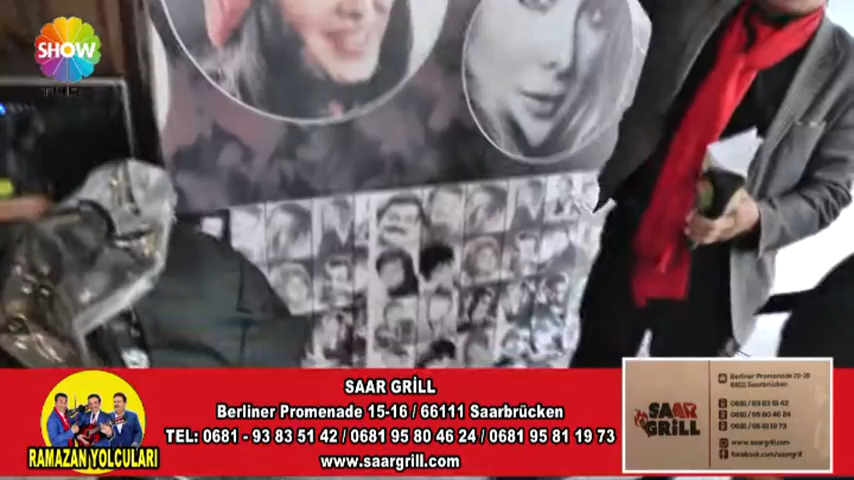 SHOW
TÜRK
SAAR GRİLL
Berliner Promenade 15-16 / 66111 Saarbrücken
TEL: 0681 - 93 83 51 42 / 0681 95 80 46 24 / 0681 95 81 19 73
www.saargrill.com
RAMAZAN YOLCULARI
SAAR
GRİLL
Berliner Promenade 15-16
66111 Saarbrücken
0681 / 93 83 51 42
0681 / 95 80 46 24
0681 / 95 81 19 73
www.saargrill.com
facebook.com/saargrill